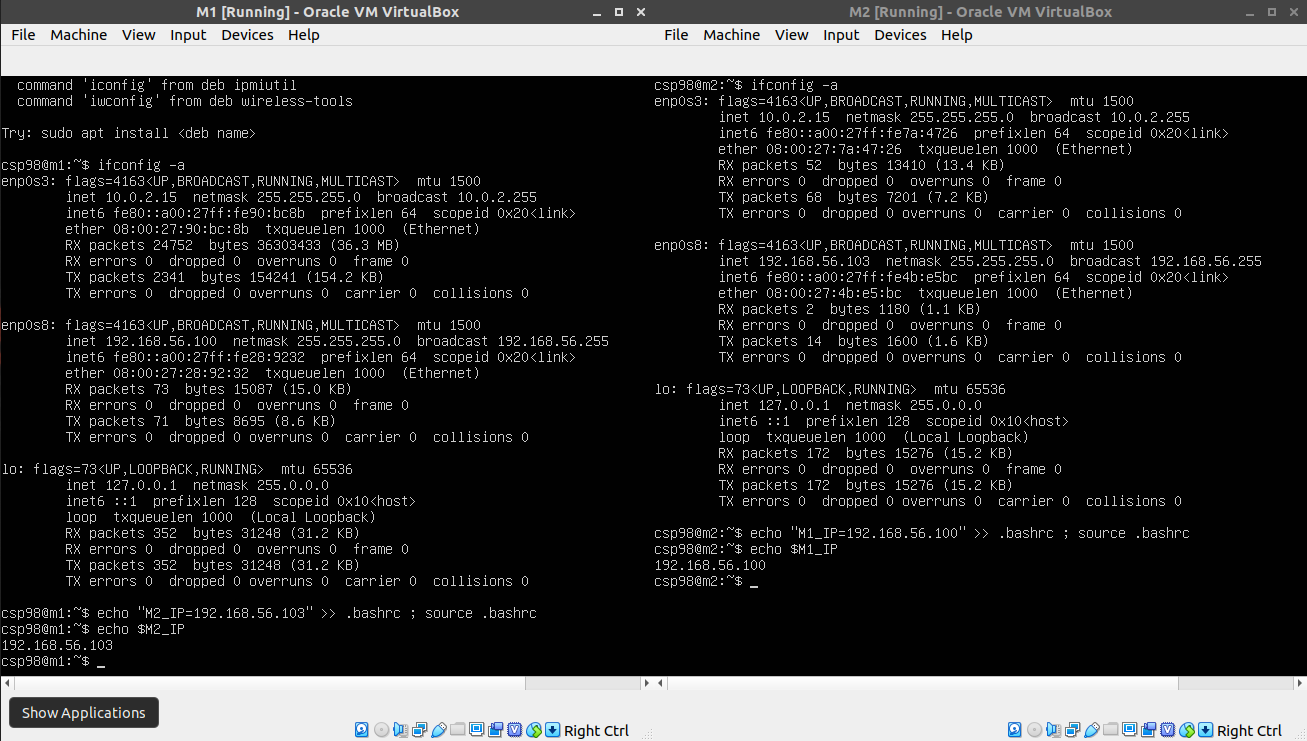 M1 [Running] - Oracle VM VirtualBox
File Machine View Input Devices Help
command 'iconfig' from deb ipmiutil
command 'iwconfig' from deb wireless-tools
Try: sudo apt install <deb name>
csp98@m1:~$ ifconfig -a
enp0s3: flags=4163<UP,BROADCAST,RUNNING,MULTICAST>  mtu 1500
inet 10.0.2.15  netmask 255.255.255.0  broadcast 10.0.2.255
inet6 fe80::a00:27ff:fe90:bc8b  prefixlen 64  scopeid 0x20<link>
ether 08:00:27:90:bc:8b  txqueuelen 1000  (Ethernet)
RX packets 24752  bytes 36303433 (36.3 MB)
RX errors 0  dropped 0  overruns 0  frame 0
TX packets 2341  bytes 154241 (154.2 KB)
TX errors 0  dropped 0 overruns 0  carrier 0  collisions 0
enp0s8: flags=4163<UP,BROADCAST,RUNNING,MULTICAST>  mtu 1500
inet 192.168.56.100  netmask 255.255.255.0  broadcast 192.168.56.255
inet6 fe80::a00:27ff:fe28:9232  prefixlen 64  scopeid 0x20<link>
ether 08:00:27:28:92:32  txqueuelen 1000  (Ethernet)
RX packets 73  bytes 15087 (15.0 KB)
RX errors 0  dropped 0  overruns 0  frame 0
TX packets 71  bytes 8695 (8.6 KB)
TX errors 0  dropped 0 overruns 0  carrier 0  collisions 0
lo: flags=73<UP,LOOPBACK,RUNNING>  mtu 65536
inet 127.0.0.1  netmask 255.0.0.0
inet6 ::1  prefixlen 128  scopeid 0x10<host>
loop  txqueuelen 1000  (Local Loopback)
RX packets 352  bytes 31248 (31.2 KB)
RX errors 0  dropped 0  overruns 0  frame 0
TX packets 352  bytes 31248 (31.2 KB)
TX errors 0  dropped 0 overruns 0  carrier 0  collisions 0
csp98@m1:~$ echo "M2_IP=192.168.56.103" >> .bashrc ; source .bashrc
csp98@m1:~$ echo $M2_IP
192.168.56.103
csp98@m1:~$ _
Show Applications
Right Ctrl
M2 [Running] - Oracle VM VirtualBox
File Machine View Input Devices Help
csp98@m2:~$ ifconfig -a
enp0s3: flags=4163<UP,BROADCAST,RUNNING,MULTICAST>  mtu 1500
inet 10.0.2.15  netmask 255.255.255.0  broadcast 10.0.2.255
inet6 fe80::a00:27ff:fe7a:4726  prefixlen 64  scopeid 0x20<link>
ether 08:00:27:7a:47:26  txqueuelen 1000  (Ethernet)
RX packets 52  bytes 13410 (13.4 KB)
RX errors 0  dropped 0  overruns 0  frame 0
TX packets 68  bytes 7201 (7.2 KB)
TX errors 0  dropped 0 overruns 0  carrier 0  collisions 0
enp0s8: flags=4163<UP,BROADCAST,RUNNING,MULTICAST>  mtu 1500
inet 192.168.56.103  netmask 255.255.255.0  broadcast 192.168.56.255
inet6 fe80::a00:27ff:fe4b:e5bc  prefixlen 64  scopeid 0x20<link>
ether 08:00:27:4b:e5:bc  txqueuelen 1000  (Ethernet)
RX packets 2  bytes 1180 (1.1 KB)
RX errors 0  dropped 0  overruns 0  frame 0
TX packets 14  bytes 1600 (1.6 KB)
TX errors 0  dropped 0 overruns 0  carrier 0  collisions 0
lo: flags=73<UP,LOOPBACK,RUNNING>  mtu 65536
inet 127.0.0.1  netmask 255.0.0.0
inet6 ::1  prefixlen 128  scopeid 0x10<host>
loop  txqueuelen 1000  (Local Loopback)
RX packets 172  bytes 15276 (15.2 KB)
RX errors 0  dropped 0  overruns 0  frame 0
TX packets 172  bytes 15276 (15.2 KB)
TX errors 0  dropped 0 overruns 0  carrier 0  collisions 0
csp98@m2:~$ echo "M1_IP=192.168.56.100" >> .bashrc ; source .bashrc
csp98@m2:~$ echo $M1_IP
192.168.56.100
csp98@m2:~$ _
Right Ctrl